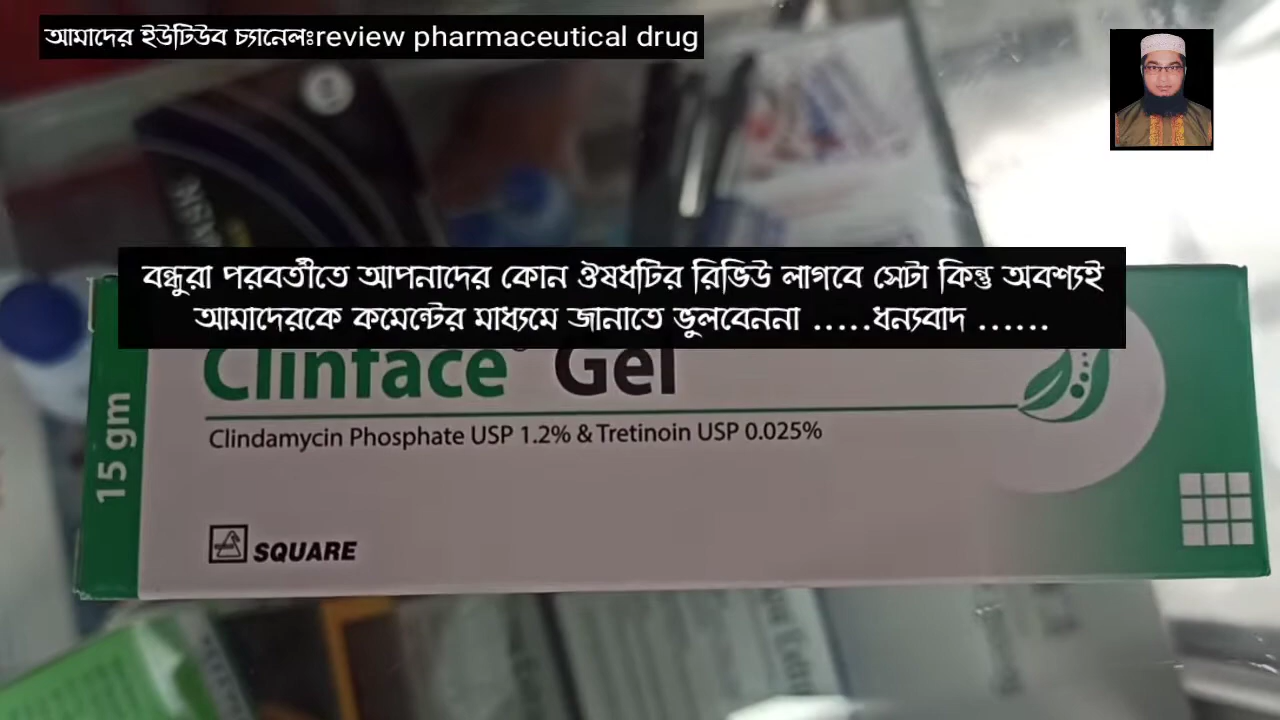 আমাদের ইউটিউব চ্যানেলঃreview pharmaceutical drug
বন্ধুরা পরবর্তীতে আপনাদের কোন ঔষধটির রিভিউ লাগবে সেটা কিন্তু অবশ্যই
আমাদেরকে কমেন্টের মাধ্যমে জানাতে ভুলবেননা .....ধন্যবাদ ......
Clinface Gel
Clindamycin Phosphate USP 1.2% & Tretinoin USP 0.025%
15 gm
SQUARE